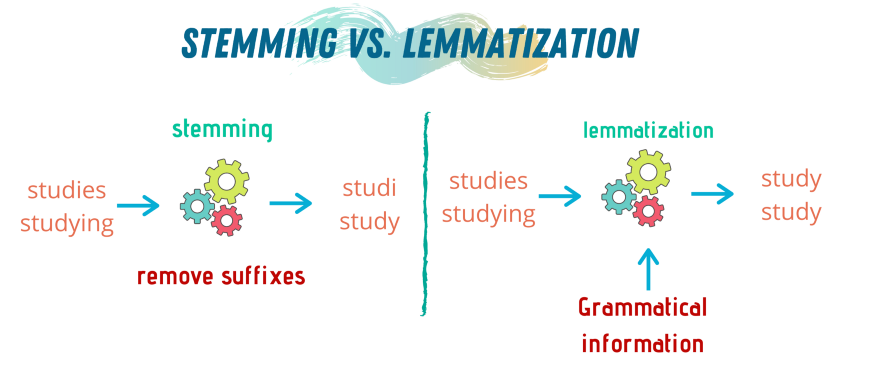 STEMMING VS. LEMMATIZATION
stemming
studies
studying
studi
study
remove suffixes
lemmatization
studies
studying
study
study
Grammatical
information